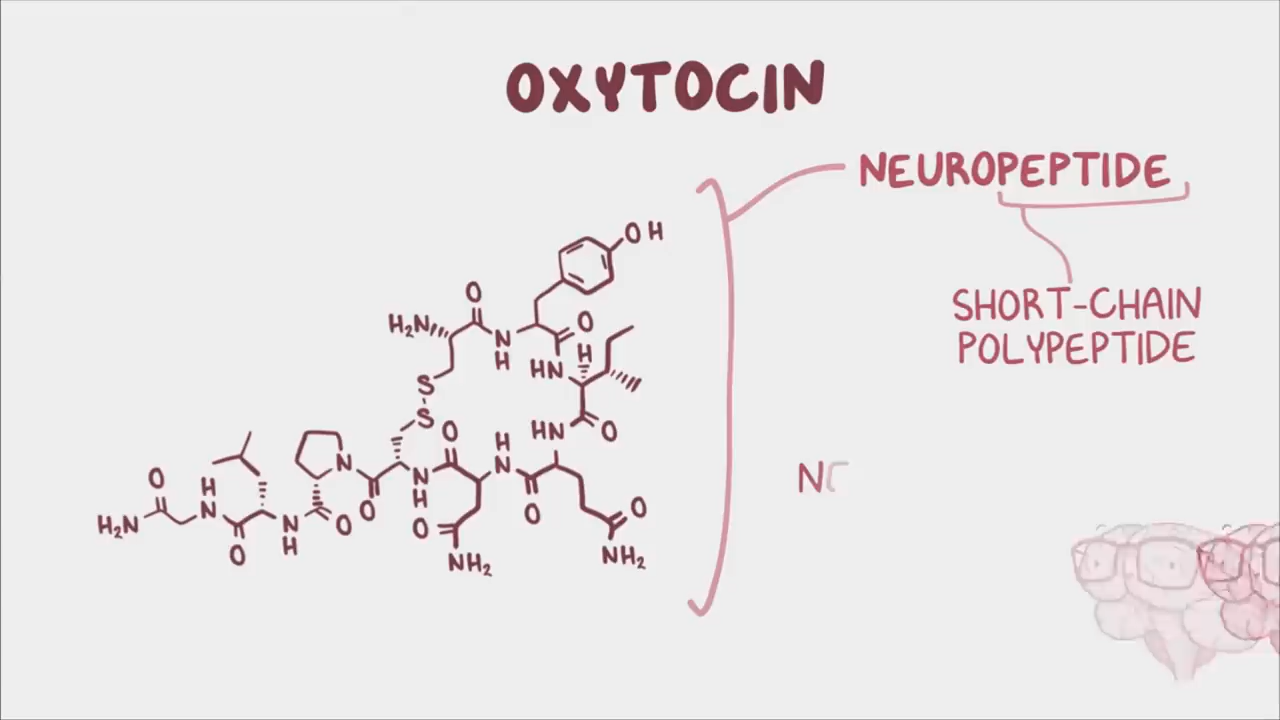 OXYTOCIN
NEUROPEPTIDE
SHORT-CHAIN
POLYPEPTIDE
OH
O
H₂N
N
H
O
H
HN
S
S
O
H
N
HN
O
O
H
N
N
O
N
H
O
O
H₂N
O
N
H
O
O
NH₂
O
NH₂
N